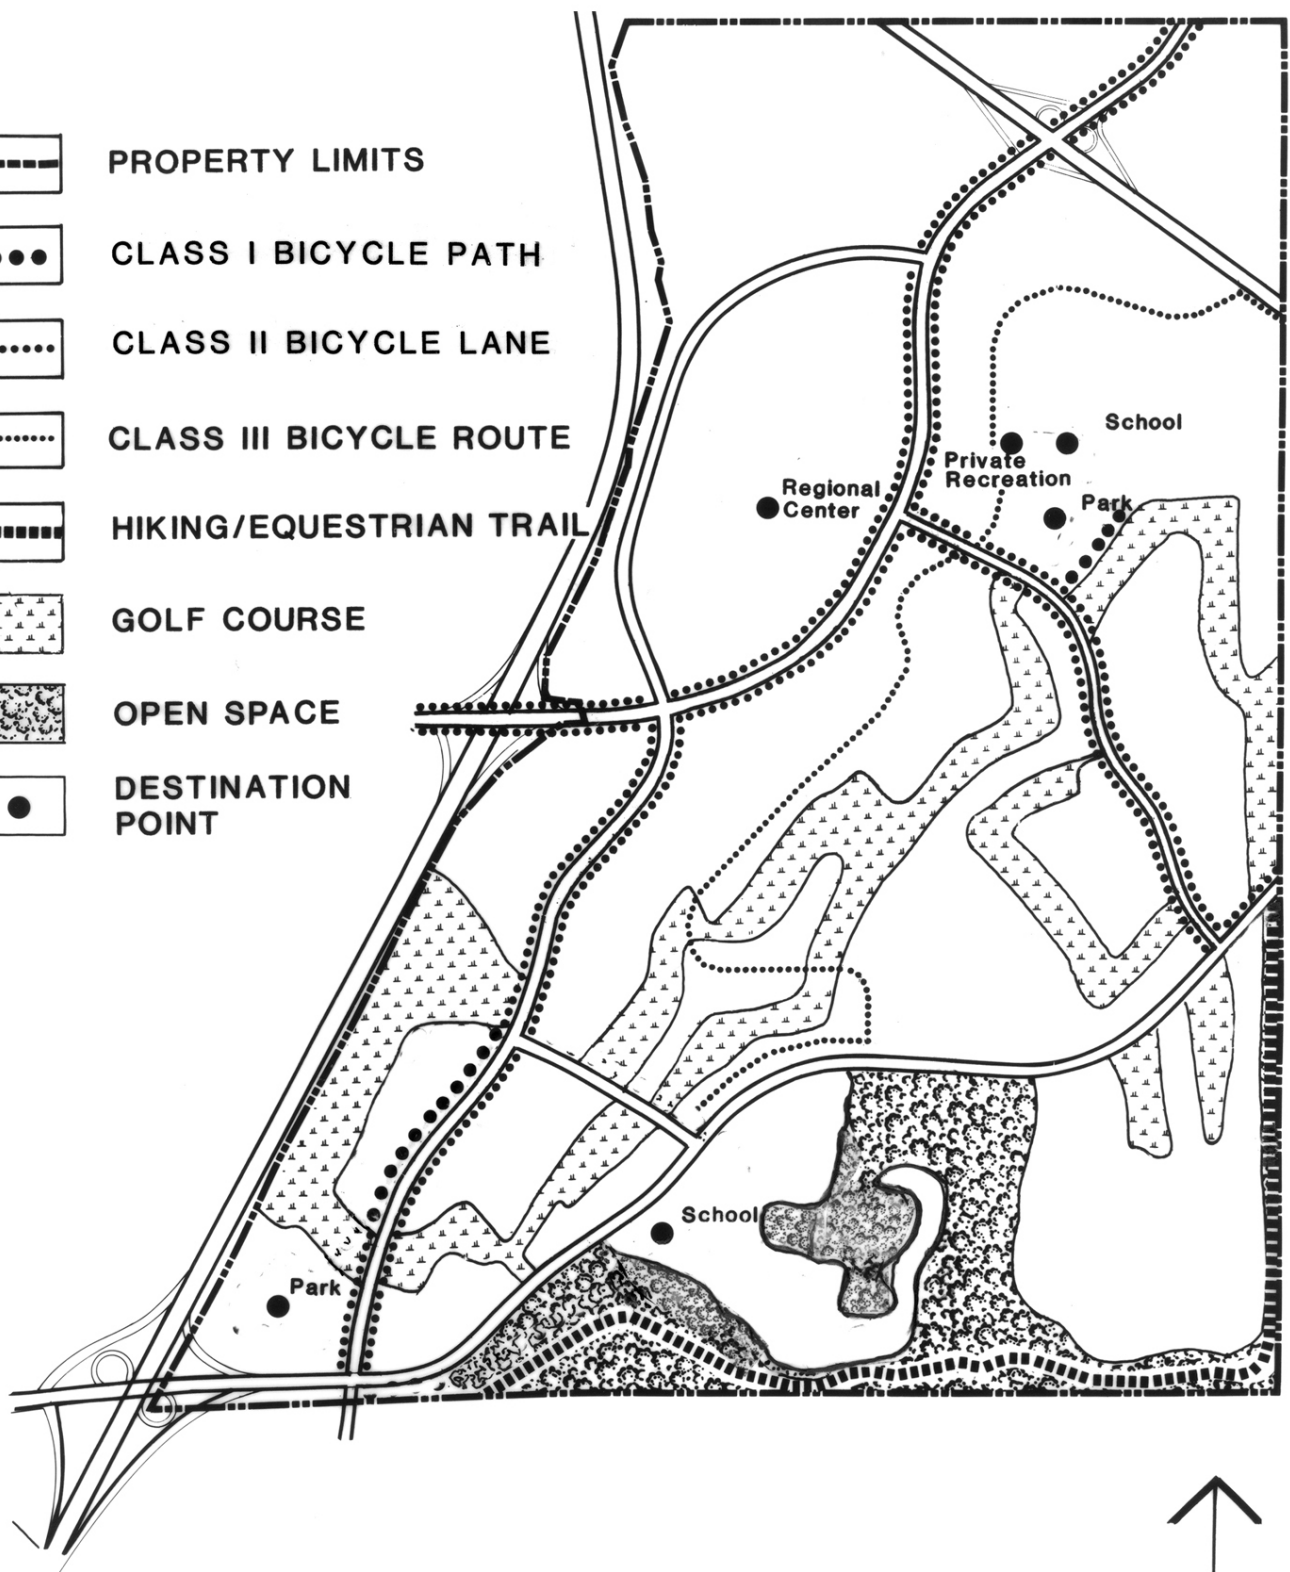 PROPERTY LIMITS
CLASS I BICYCLE PATH
CLASS II BICYCLE LANE
CLASS III BICYCLE ROUTE
HIKING/EQUESTRIAN TRAIL
GOLF COURSE
OPEN SPACE
DESTINATION
POINT
School
Private
Recreation
Regional
Center
Park
School
Park